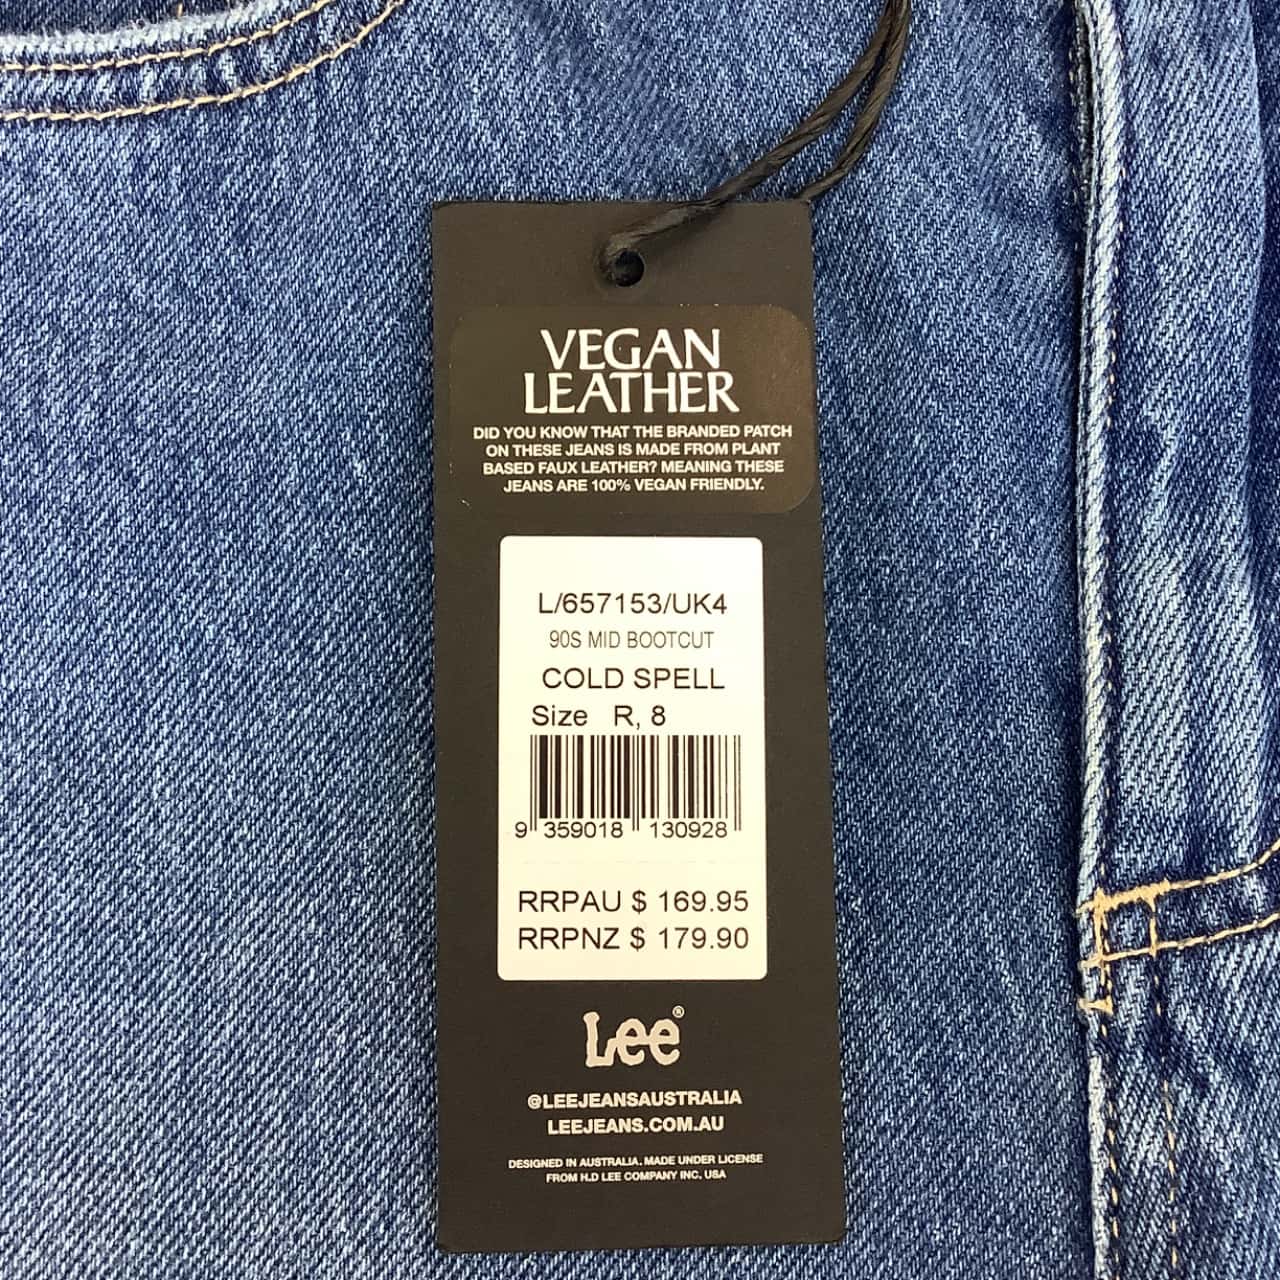 VEGAN
LEATHER
DID YOU KNOW THAT THE BRANDED PATCH
ON THESE JEANS IS MADE FROM PLANT
BASED FAUX LEATHER? MEANING THESE
JEANS ARE 100% VEGAN FRIENDLY.
L/657153/UK4
90S MID BOOTCUT
COLD SPELL
Size R, 8
9 359018 130928
RRPAU $ 169.95
RRPNZ $ 179.90
Lee®
@LEEJEANSAUSTRALIA
LEEJEANS.COM.AU
DESIGNED IN AUSTRALIA. MADE UNDER LICENSE
FROM H.D LEE COMPANY INC, USA